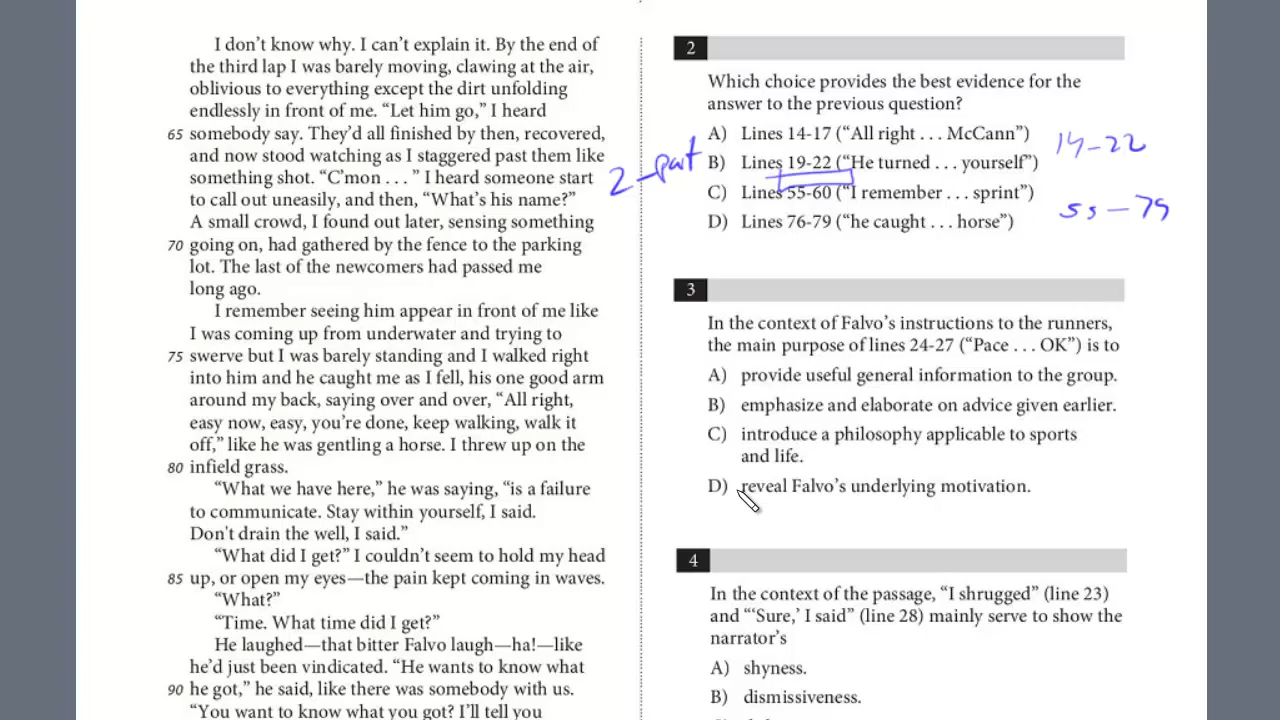 I don't know why. I can't explain it. By the end of
the third lap I was barely moving, clawing at the air,
oblivious to everything except the dirt unfolding
endlessly in front of me. “Let him go,” I heard
65 somebody say. They'd all finished by then, recovered,
and now stood watching as I staggered past them like
something shot. “C'mon . . . ” I heard someone start
to call out uneasily, and then, “What's his name?”
A small crowd, I found out later, sensing something
70 going on, had gathered by the fence to the parking
lot. The last of the newcomers had passed me
long ago.
I remember seeing him appear in front of me like
I was coming up from underwater and trying to
75 swerve but I was barely standing and I walked right
into him and he caught me as I fell, his one good arm
around my back, saying over and over, “All right,
easy now, easy, you're done, keep walking, walk it
off,” like he was gentling a horse. I threw up on the
80 infield grass.
“What we have here,” he was saying, “is a failure
to communicate. Stay within yourself, I said.
Don't drain the well, I said.”
“What did I get?” I couldn't seem to hold my head
85 up, or open my eyes—the pain kept coming in waves.
“What?”
“Time. What time did I get?”
He laughed—that bitter Falvo laugh—ha!—like
he'd just been vindicated. “He wants to know what
90 he got,” he said, like there was somebody with us.
“You want to know what you got? I'll tell you
2-part
2
Which choice provides the best evidence for the
answer to the previous question?
A) Lines 14-17 (“All right . . . McCann”)
B) Lines 19-22 (“He turned . . . yourself”)
C) Lines 55-60 (“I remember . . . sprint”)
D) Lines 76-79 (“he caught . . . horse”)
14-22
55-79
3
In the context of Falvo's instructions to the runners,
the main purpose of lines 24-27 (“Pace . . . OK”) is to
A) provide useful general information to the group.
B) emphasize and elaborate on advice given earlier.
C) introduce a philosophy applicable to sports
and life.
D) reveal Falvo's underlying motivation.
4
In the context of the passage, “I shrugged” (line 23)
and “‘Sure,’ I said” (line 28) mainly serve to show the
narrator's
A) shyness.
B) dismissiveness.